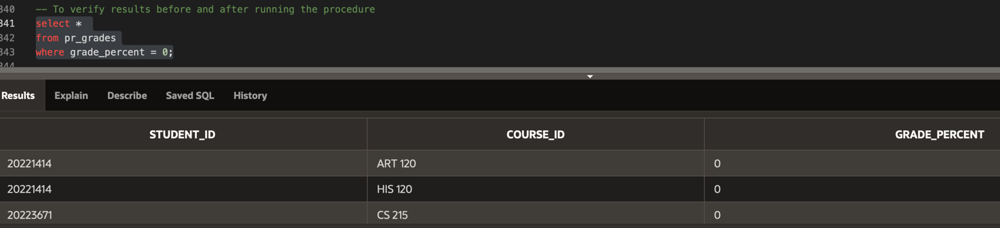 340 -- To verify results before and after running the procedure
341 select *
342 from pr_grades
343 where grade_percent = 0;
344
Results Explain Describe Saved SQL History
STUDENT_ID COURSE_ID GRADE_PERCENT
20221414 ART 120 0
20221414 HIS 120 0
20223671 CS 215 0